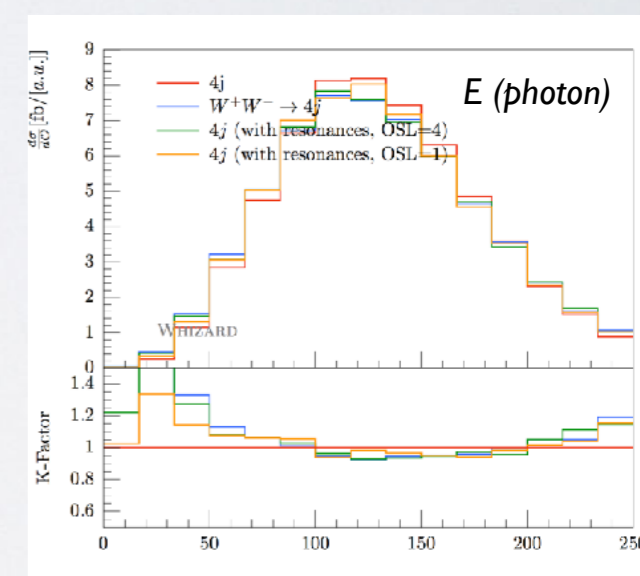 9
8
7
6
5
4
3
2
1
0
dσ/dO [fb/[a.u.]]
4j
W⁺W⁻ → 4j
4j (with resonances, OSL=4)
4j (with resonances, OSL=1)
E (photon)
WHIZARD
1.4
1.2
1
0.8
0.6
K-Factor
0 50 100 150 200 250